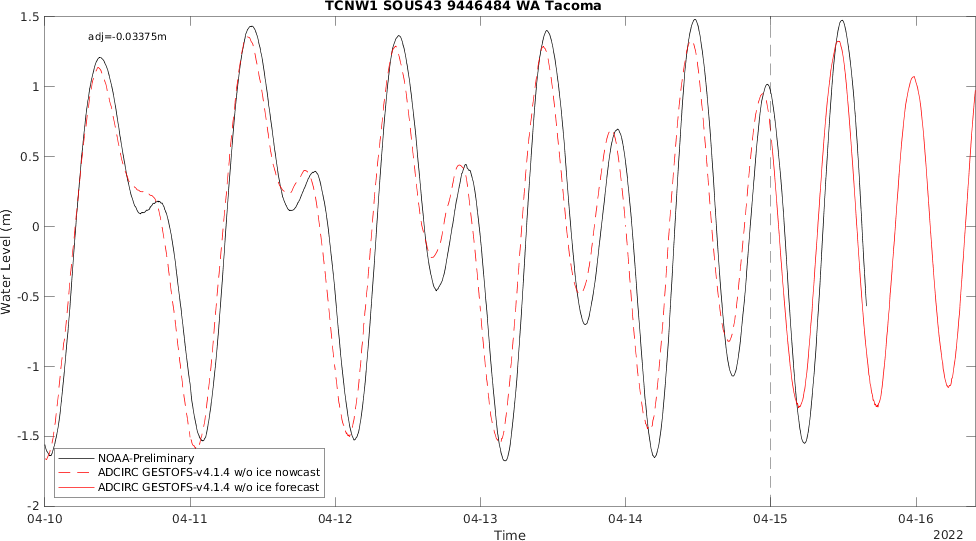 TCNW1 SOUS43 9446484 WA Tacoma
adj=-0.03375m
1.5
1
0.5
0
-0.5
-1
-1.5
-2
Water Level (m)
NOAA-Preliminary
ADCIRC GESTOFS-v4.1.4 w/o ice nowcast
ADCIRC GESTOFS-v4.1.4 w/o ice forecast
04-10 04-11 04-12 04-13 04-14 04-15 04-16
Time
2022